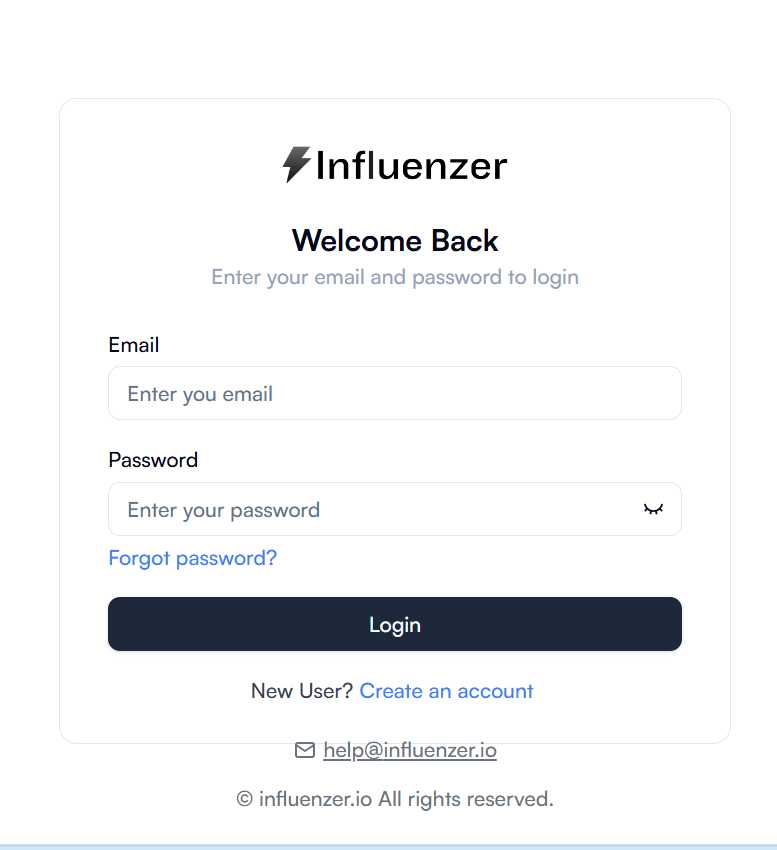 Influenzer
Welcome Back
Enter your email and password to login
Email
Enter you email
Password
Enter your password
Forgot password?
Login
New User? Create an account
help@influenzer.io
© influenzer.io All rights reserved.